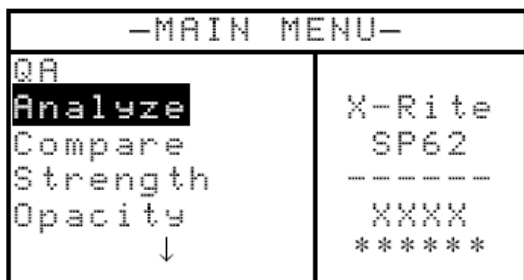 —MAIN MENU—
QA
Analyze
Compare
Strength
Opacity
↓
X-Rite
SP62
------
XXXX
******